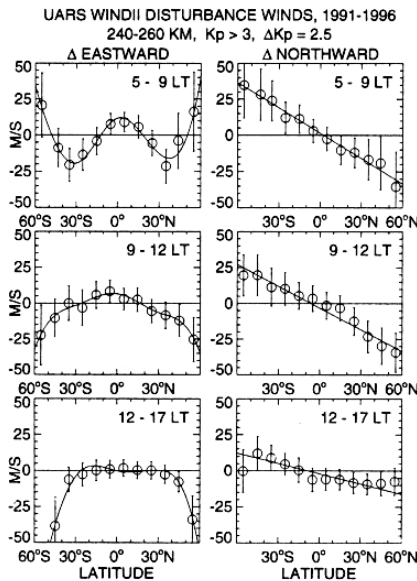 UARS WINDII DISTURBANCE WINDS, 1991-1996
240-260 KM, Kp > 3, ΔKp = 2.5
Δ EASTWARD
Δ NORTHWARD
50
25
0
-25
-50
M/S
5 - 9 LT
60°S 30°S 0° 30°N
50
25
0
-25
-50
5 - 9 LT
30°S 0° 30°N 60°N
50
25
0
-25
-50
M/S
9 - 12 LT
60°S 30°S 0° 30°N
50
25
0
-25
-50
9 - 12 LT
30°S 0° 30°N 60°N
50
25
0
-25
-50
M/S
12 - 17 LT
60°S 30°S 0° 30°N
LATITUDE
50
25
0
-25
-50
12 - 17 LT
30°S 0° 30°N 60°N
LATITUDE